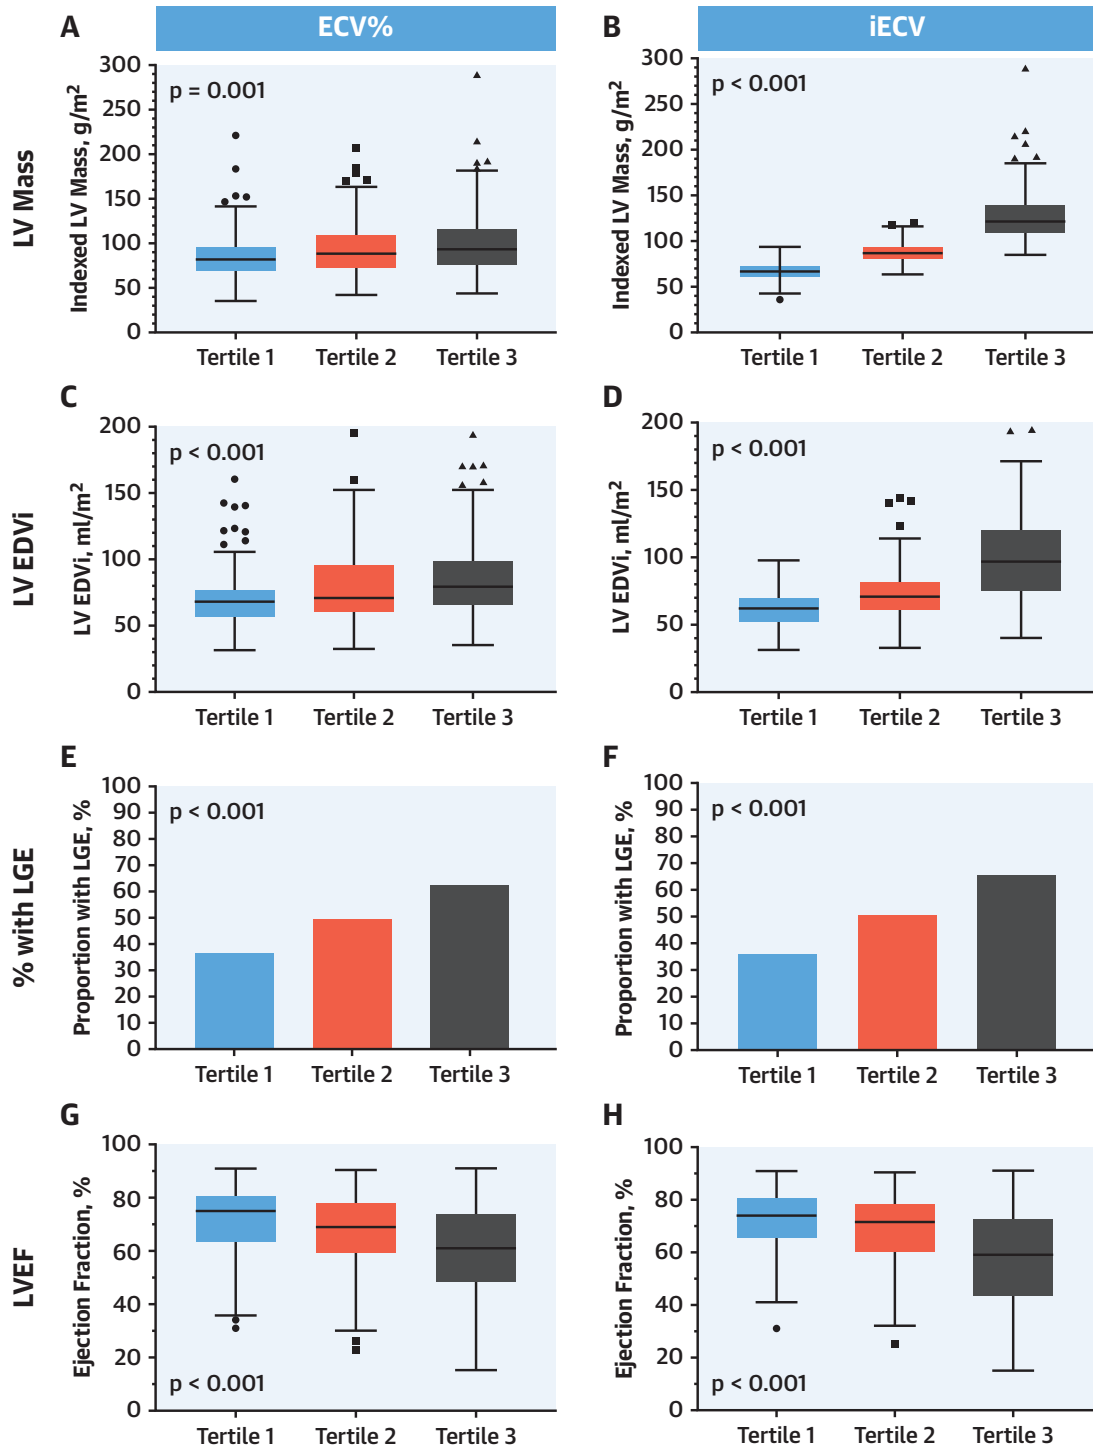 A
ECV%
B
iECV
LV Mass
Indexed LV Mass, g/m²
300
250
200
150
100
50
0
p = 0.001
Tertile 1
Tertile 2
Tertile 3
Indexed LV Mass, g/m²
300
250
200
150
100
50
0
p < 0.001
Tertile 1
Tertile 2
Tertile 3
C
D
LV EDVi
LV EDVi, ml/m²
200
150
100
50
0
p < 0.001
Tertile 1
Tertile 2
Tertile 3
LV EDVi, ml/m²
200
150
100
50
0
p < 0.001
Tertile 1
Tertile 2
Tertile 3
E
F
% with LGE
Proportion with LGE, %
100
90
80
70
60
50
40
30
20
10
0
p < 0.001
Tertile 1
Tertile 2
Tertile 3
Proportion with LGE, %
100
90
80
70
60
50
40
30
20
10
0
p < 0.001
Tertile 1
Tertile 2
Tertile 3
G
H
LVEF
Ejection Fraction, %
100
80
60
40
20
0
p < 0.001
Tertile 1
Tertile 2
Tertile 3
Ejection Fraction, %
100
80
60
40
20
0
p < 0.001
Tertile 1
Tertile 2
Tertile 3